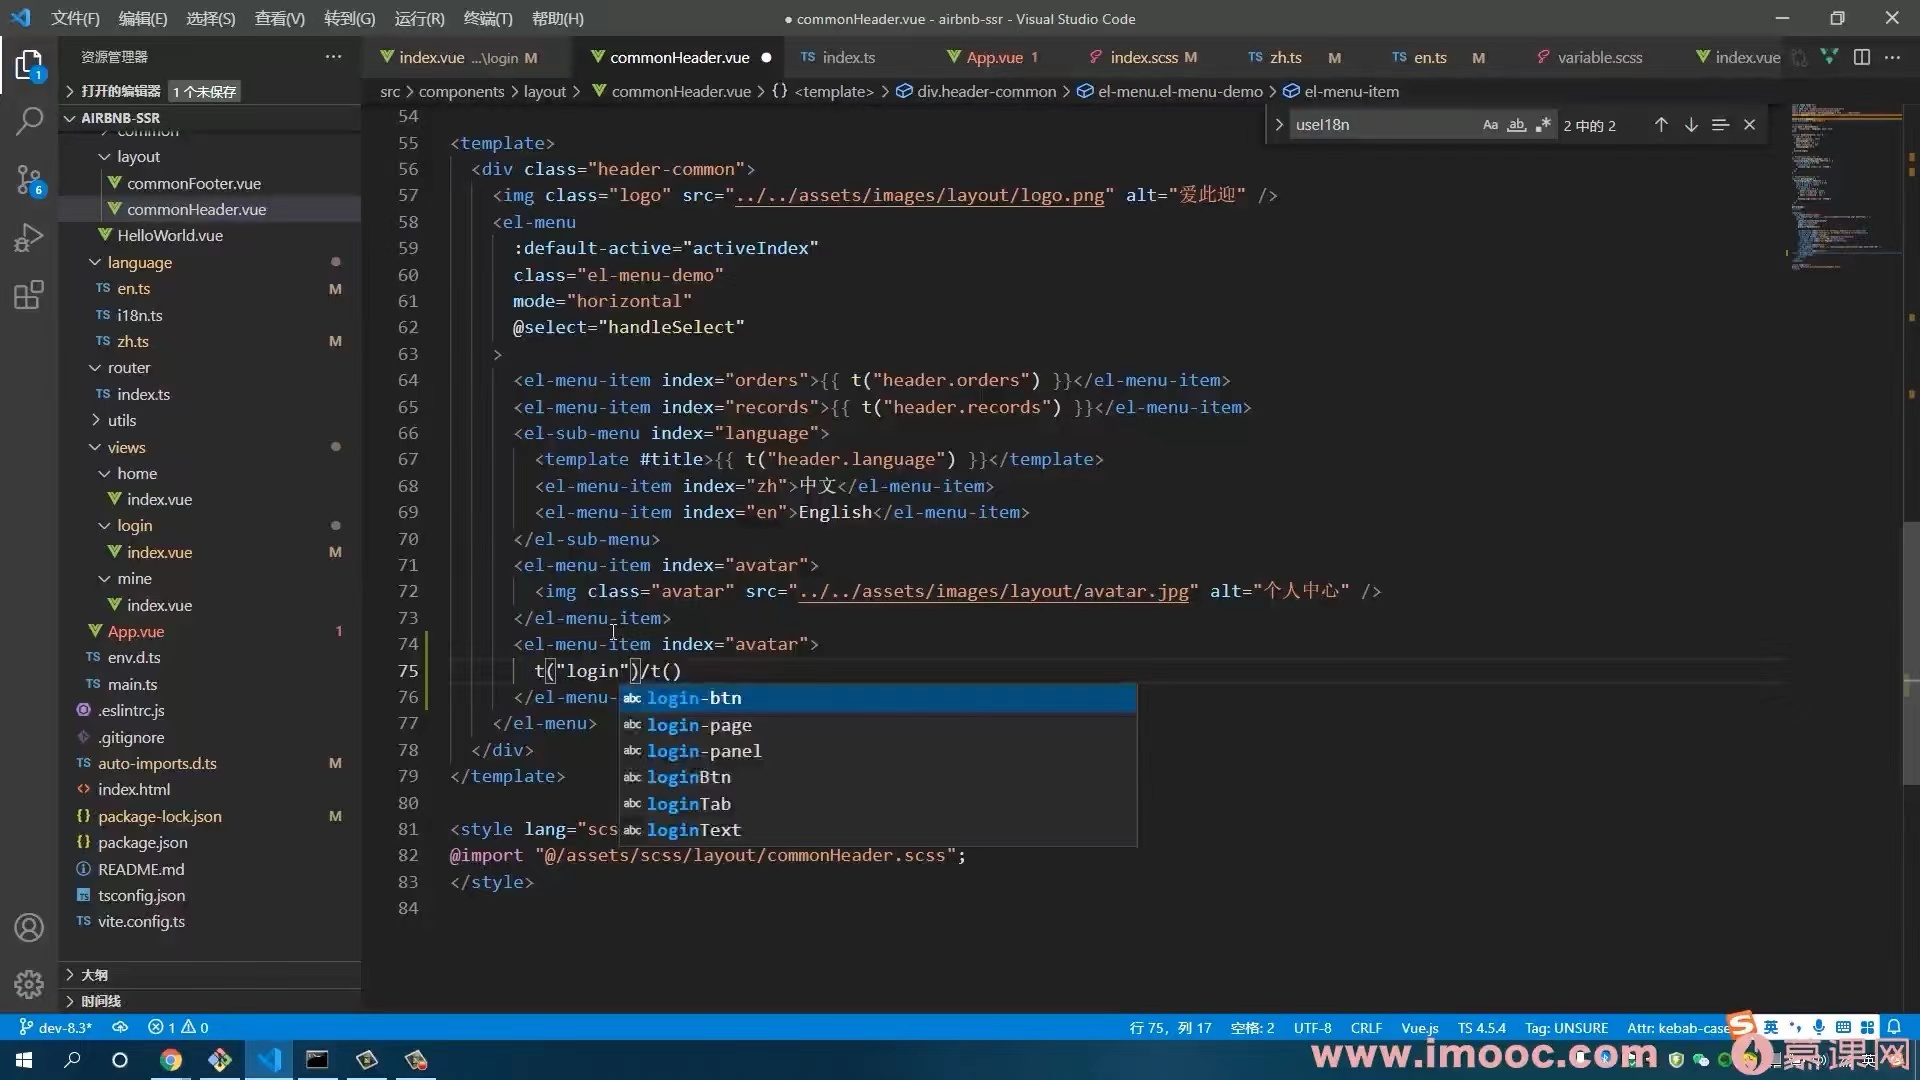 文件(F) 编辑(E) 选择(S) 查看(V) 转到(G) 运行(R) 终端(T) 帮助(H) ● commonHeader.vue - airbnb-ssr - Visual Studio Code
资源管理器 index.vue ...\login M commonHeader.vue index.ts App.vue 1 index.scss M zh.ts M en.ts M variable.scss index.vue
打开的编辑器 1 个未保存 src > components > layout > commonHeader.vue > {} <template> > div.header-common > el-menu.el-menu-demo > el-menu-item
useI18n Aa ab 2 中的 2
AIRBNB-SSR
common
layout
commonFooter.vue
commonHeader.vue
HelloWorld.vue
language
en.ts M
i18n.ts
zh.ts M
router
index.ts
utils
views
home
index.vue
login
index.vue M
mine
index.vue
App.vue 1
TS env.d.ts
TS main.ts
.eslintrc.js
.gitignore
TS auto-imports.d.ts M
index.html
package-lock.json M
package.json
README.md
tsconfig.json
TS vite.config.ts
大纲
时间线
54
55 <template>
56 <div class="header-common">
57 <img class="logo" src="../../assets/images/layout/logo.png" alt="爱此迎" />
58 <el-menu
59 :default-active="activeIndex"
60 class="el-menu-demo"
61 mode="horizontal"
62 @select="handleSelect"
63 >
64 <el-menu-item index="orders">{{ t("header.orders") }}</el-menu-item>
65 <el-menu-item index="records">{{ t("header.records") }}</el-menu-item>
66 <el-sub-menu index="language">
67 <template #title>{{ t("header.language") }}</template>
68 <el-menu-item index="zh">中文</el-menu-item>
69 <el-menu-item index="en">English</el-menu-item>
70 </el-sub-menu>
71 <el-menu-item index="avatar">
72 <img class="avatar" src="../../assets/images/layout/avatar.jpg" alt="个人中心" />
73 </el-menu-item>
74 <el-menu-item index="avatar">
75 t("login")/t()
76 </el-menu-
77 </el-menu>
78 </div>
79 </template>
80
81 <style lang="scs
82 @import "@/assets/scss/layout/commonHeader.scss";
83 </style>
84
abc login-btn
abc login-page
abc login-panel
abc loginBtn
abc loginTab
abc loginText
dev-8.3* 1 0 行 75，列 17 空格: 2 UTF-8 CRLF Vue.js TS 4.5.4 Tag: UNSURE Attr: kebab-case 英
www.imooc.com 慕课网